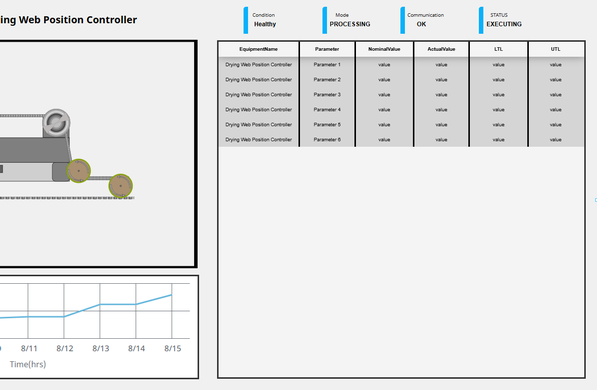 ing Web Position Controller
Condition
Healthy
Mode
PROCESSING
Communication
OK
STATUS
EXECUTING
EquipmentName Parameter NominalValue ActualValue LTL UTL
Drying Web Position Controller Parameter 1 value value value value
Drying Web Position Controller Parameter 2 value value value value
Drying Web Position Controller Parameter 3 value value value value
Drying Web Position Controller Parameter 4 value value value value
Drying Web Position Controller Parameter 5 value value value value
Drying Web Position Controller Parameter 6 value value value value
8/11 8/12 8/13 8/14 8/15
Time(hrs)